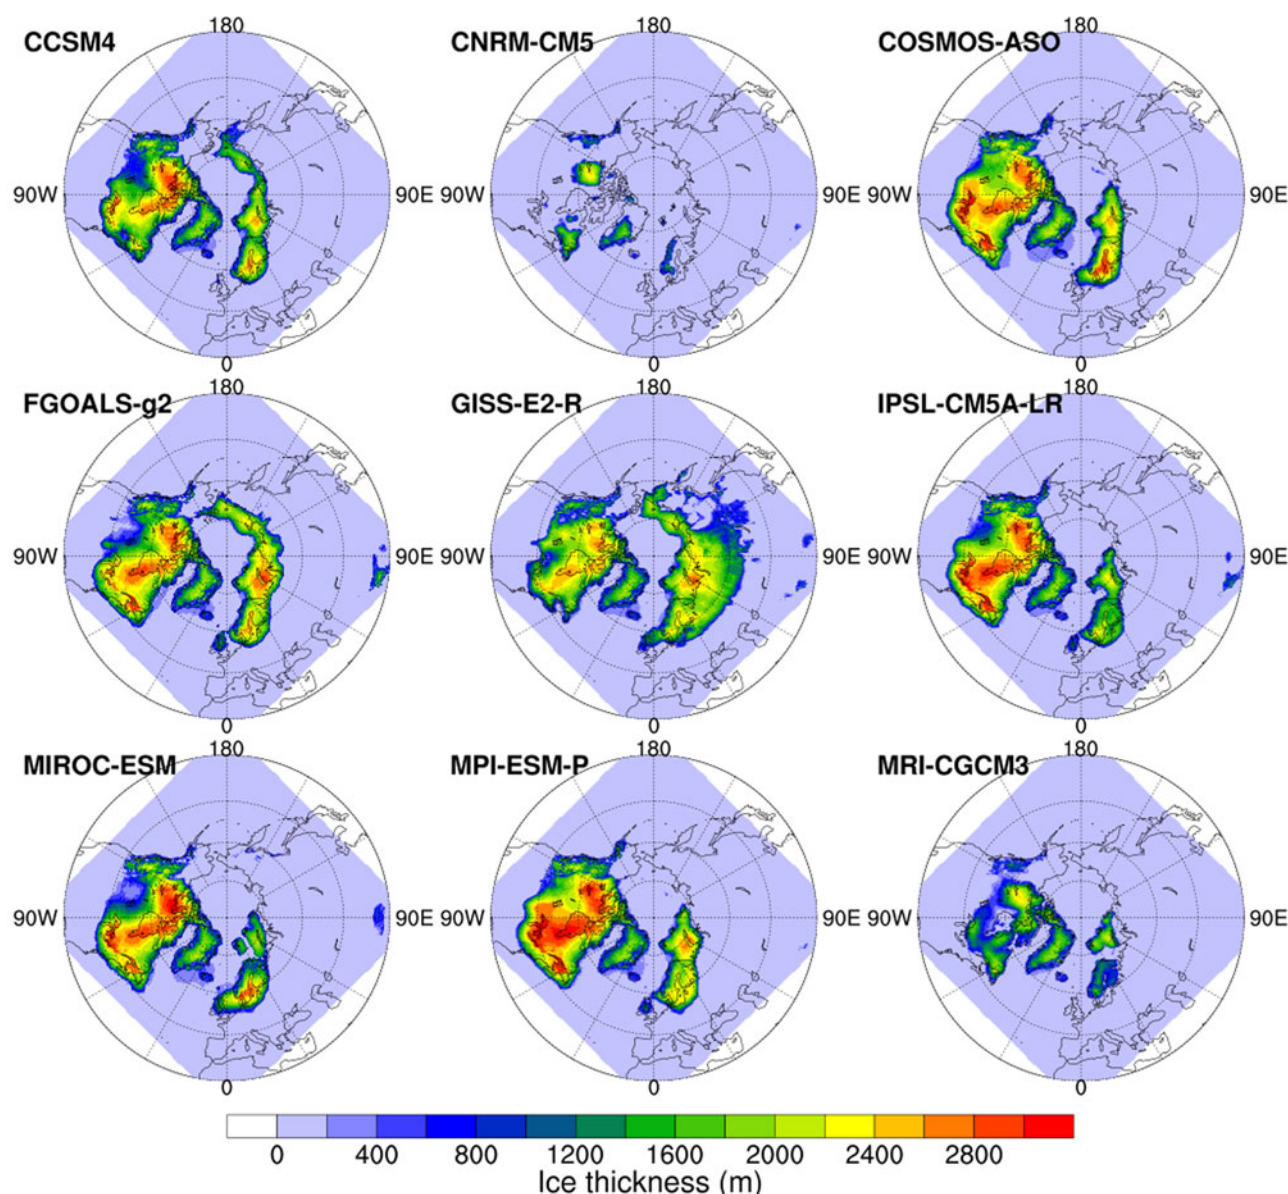 180 180 180
CCSM4 CNRM-CM5 COSMOS-ASO
90W 90E 90W 90E 90W 90E
0 0 0
180 180 180
FGOALS-g2 GISS-E2-R IPSL-CM5A-LR
90W 90E 90W 90E 90W 90E
0 0 0
180 180 180
MIROC-ESM MPI-ESM-P MRI-CGCM3
90W 90E 90W 90E 90W 90E
0 0 0
0 400 800 1200 1600 2000 2400 2800
Ice thickness (m)